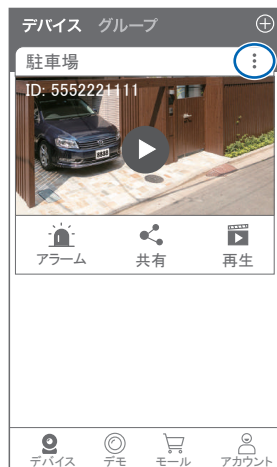 デバイス グループ
駐車場
ID: 5552221111
アラーム 共有 再生
デバイス デモ モール アカウント